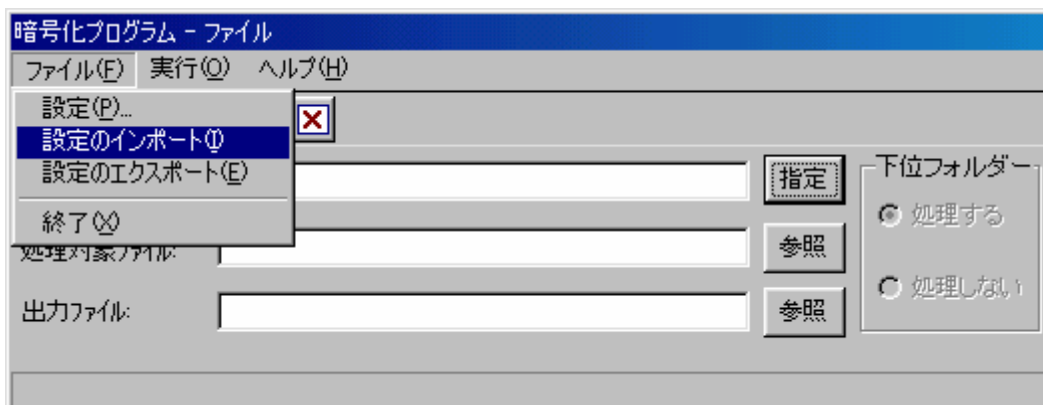 暗号化プログラム - ファイル
ファイル(F) 実行(O) ヘルプ(H)
設定(P)...
設定のインポート(I)
設定のエクスポート(E)
終了(X)
指定
処理対象ファイル:
参照
出力ファイル:
参照
下位フォルダー
処理する
処理しない